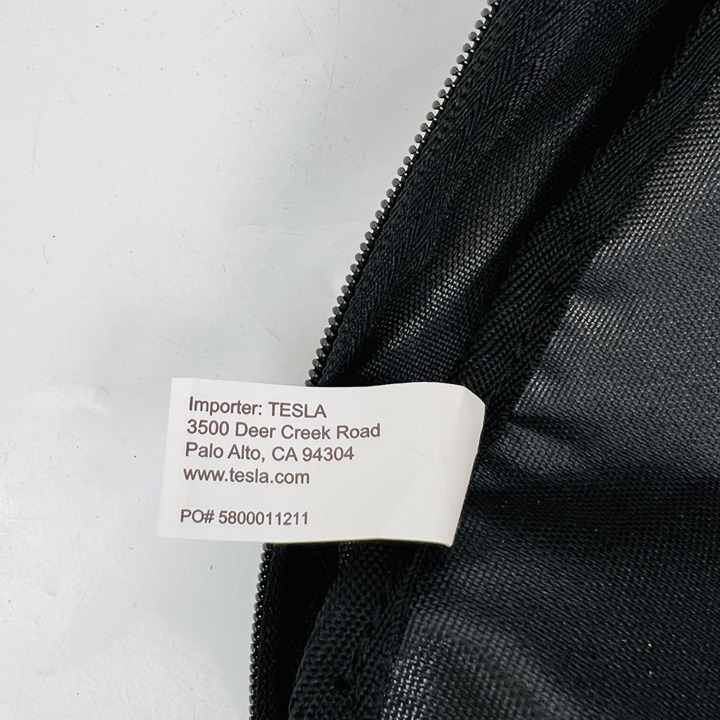 Importer: TESLA
3500 Deer Creek Road
Palo Alto, CA 94304
www.tesla.com
PO# 5800011211